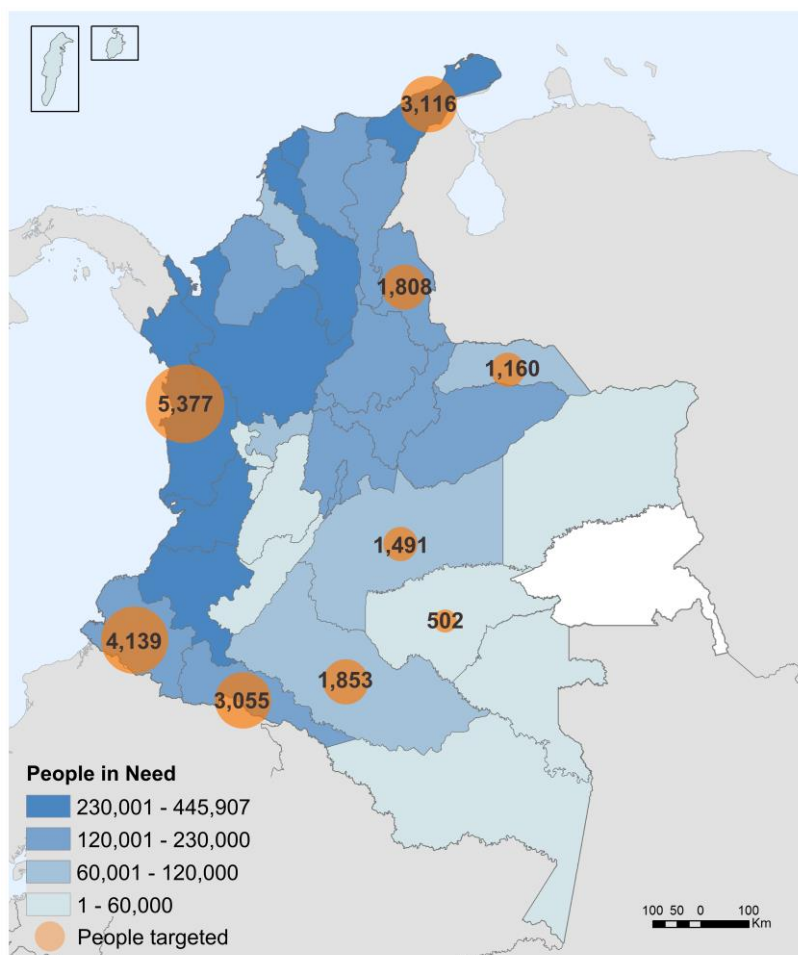 3,116
1,808
1,160
5,377
1,491
502
4,139
1,853
3,055
People in Need
230,001 - 445,907
120,001 - 230,000
60,001 - 120,000
1 - 60,000
People targeted
100 50 0 100
Km